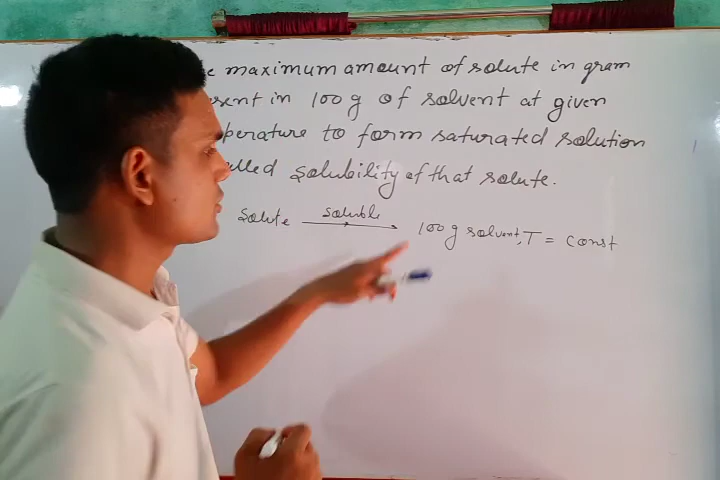 maximum amount of solute in gram
in 100 g of solvent at given
to form saturated solution
solubility of that solute.
Solute soluble → 100 g solvent, T = const